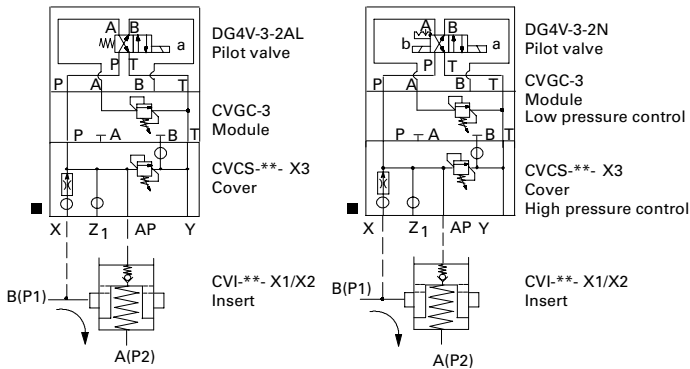 A B
a
P T
DG4V-3-2AL
Pilot valve
P A B T
CVGC-3
Module
P A B T
CVCS-**- X3
Cover
X Z1 AP Y
CVI-**- X1/X2
Insert
B(P1)
A(P2)
A B
b a
P T
DG4V-3-2N
Pilot valve
P A B T
CVGC-3
Module
Low pressure control
P A B T
CVCS-**- X3
Cover
High pressure control
X Z1 AP Y
CVI-**- X1/X2
Insert
B(P1)
A(P2)